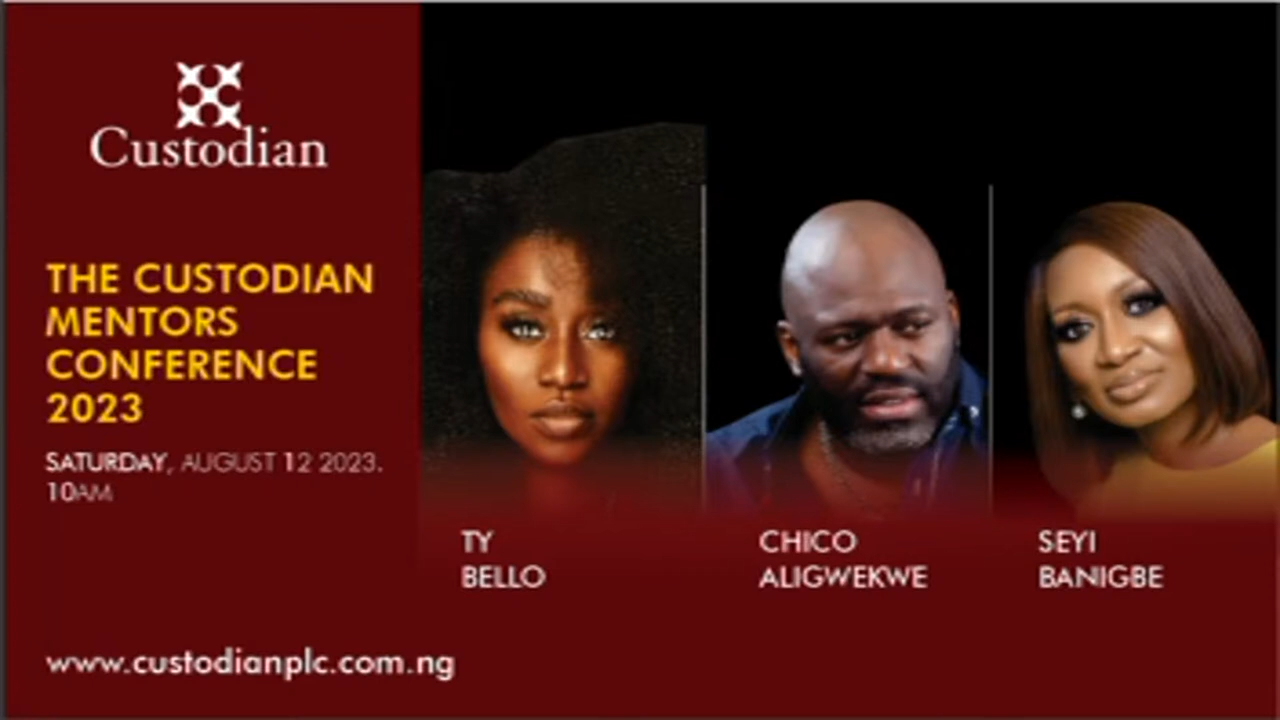 Custodian
THE CUSTODIAN
MENTORS
CONFERENCE
2023
SATURDAY, AUGUST 12 2023.
10AM
TY
BELLO
CHICO
ALIGWEKWE
SEYI
BANIGBE
www.custodianplc.com.ng